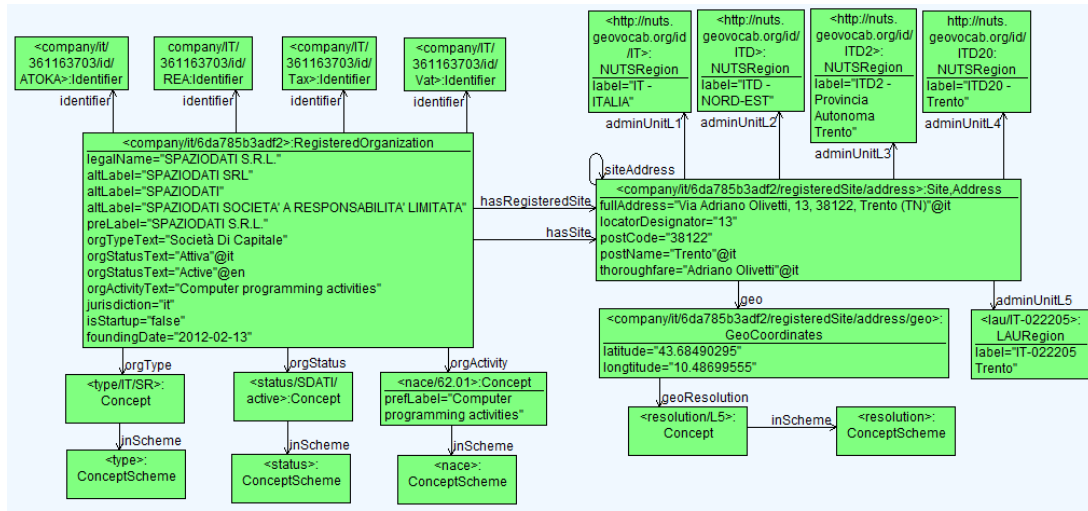 <company/it/
361163703/id/
ATOKA>:Identifier
company/IT/
361163703/id/
REA:Identifier
<company/IT/
361163703/id/
Tax>:Identifier
<company/IT/
361163703/id/
Vat>:Identifier
identifier
identifier
identifier
identifier
<http://nuts.
geovocab.org/id
/IT>:
NUTSRegion
label="IT -
ITALIA"
<http://nuts.
geovocab.org/id/
ITD>:
NUTSRegion
label="ITD -
NORD-EST"
<http://nuts.
geovocab.org/id/
ITD2>:
NUTSRegion
label="ITD2 -
Provincia
Autonoma
Trento"
http://nuts.
geovocab.org/id/
ITD20:
NUTSRegion
label="ITD20 -
Trento"
adminUnitL1
adminUnitL2
adminUnitL3
adminUnitL4
<company/it/6da785b3adf2>:RegisteredOrganization
legalName="SPAZIODATI S.R.L."
altLabel="SPAZIODATI SRL"
altLabel="SPAZIODATI"
altLabel="SPAZIODATI SOCIETA' A RESPONSABILITA' LIMITATA"
preLabel="SPAZIODATI S.R.L."
orgTypeText="Società Di Capitale"
orgStatusText="Attiva"@it
orgStatusText="Active"@en
orgActivityText="Computer programming activities"
jurisdiction="it"
isStartup="false"
foundingDate="2012-02-13"
hasRegisteredSite
hasSite
siteAddress
<company/it/6da785b3adf2/registeredSite/address>:Site,Address
fullAddress="Via Adriano Olivetti, 13, 38122, Trento (TN)"@it
locatorDesignator="13"
postCode="38122"
postName="Trento"@it
thoroughfare="Adriano Olivetti"@it
geo
adminUnitL5
<company/it/6da785b3adf2/registeredSite/address/geo>:
GeoCoordinates
latitude="43.68490295"
longtitude="10.48699555"
<lau/IT-022205>:
LAURegion
label="IT-022205
Trento"
orgType
orgStatus
orgActivity
<type/IT/SR>:
Concept
<status/SDATI/
active>:Concept
<nace/62.01>:Concept
prefLabel="Computer
programming activities"
geoResolution
<resolution/L5>:
Concept
inScheme
<resolution>:
ConceptScheme
inScheme
inScheme
inScheme
<type>:
ConceptScheme
<status>:
ConceptScheme
<nace>:
ConceptScheme